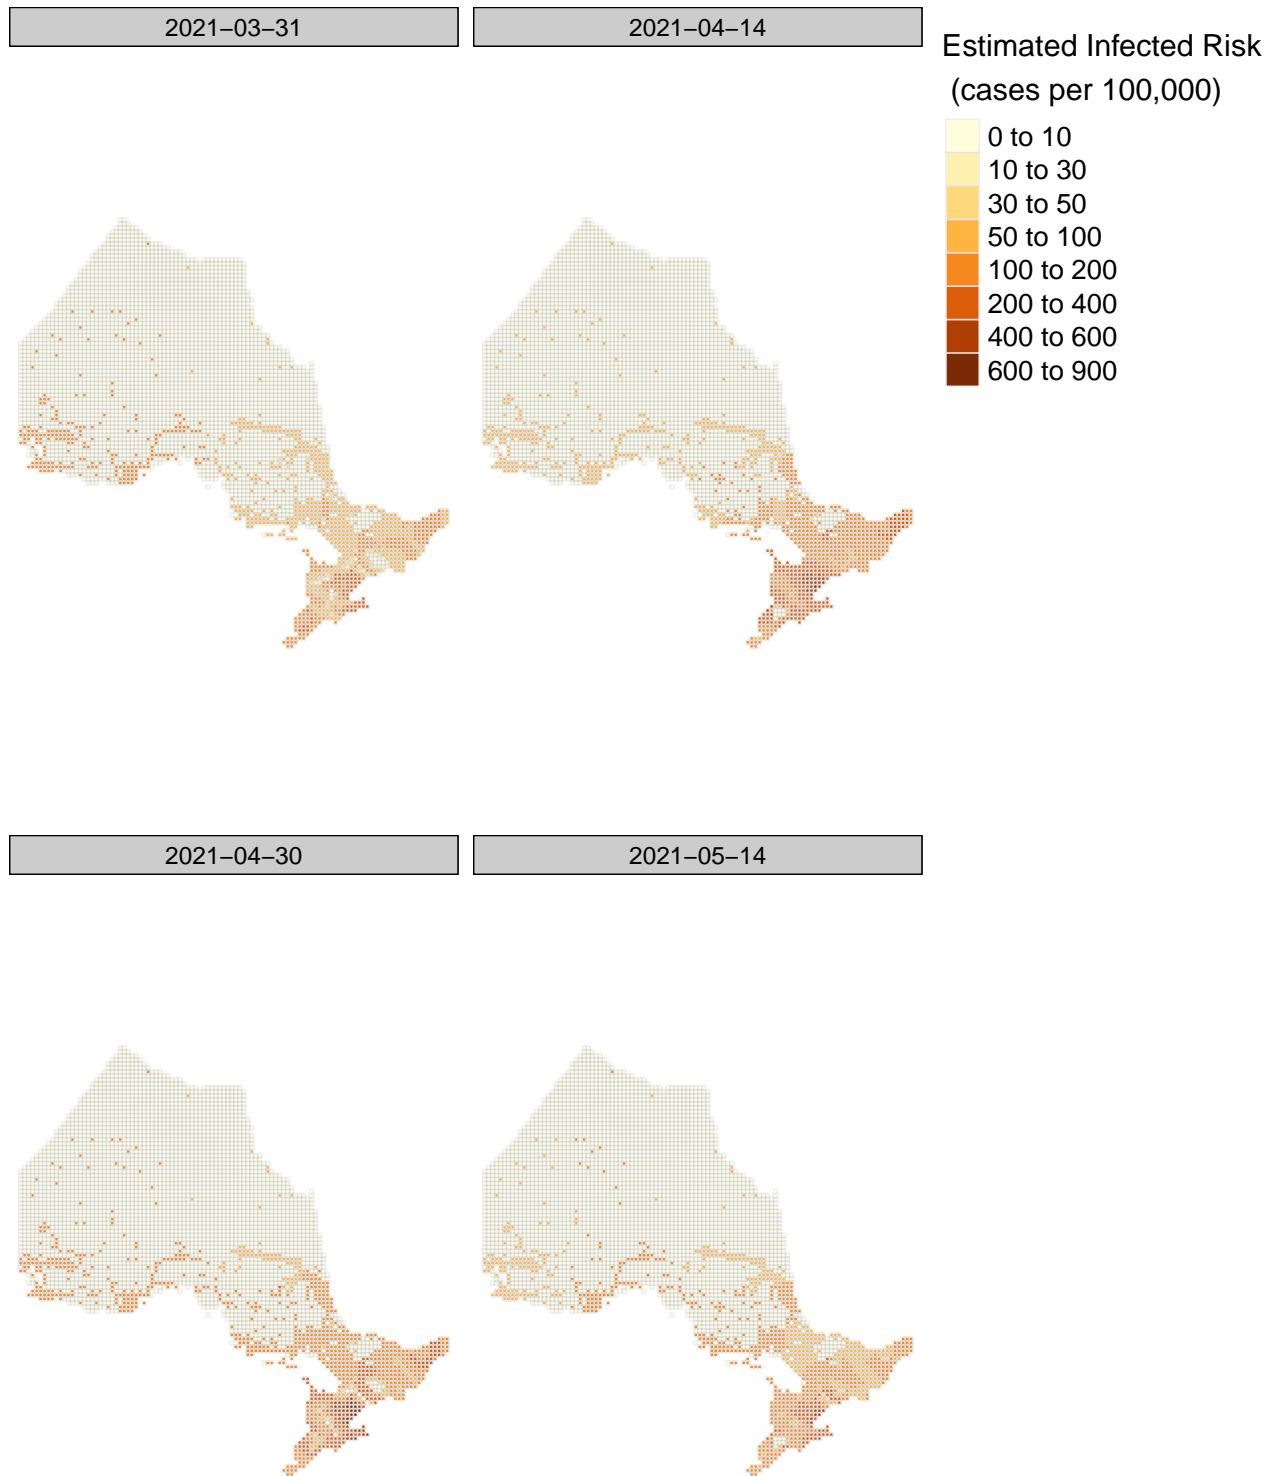 2021−03−31
2021−04−14
Estimated Infected Risk
(cases per 100,000)
0 to 10
10 to 30
30 to 50
50 to 100
100 to 200
200 to 400
400 to 600
600 to 900
2021−04−30
2021−05−14